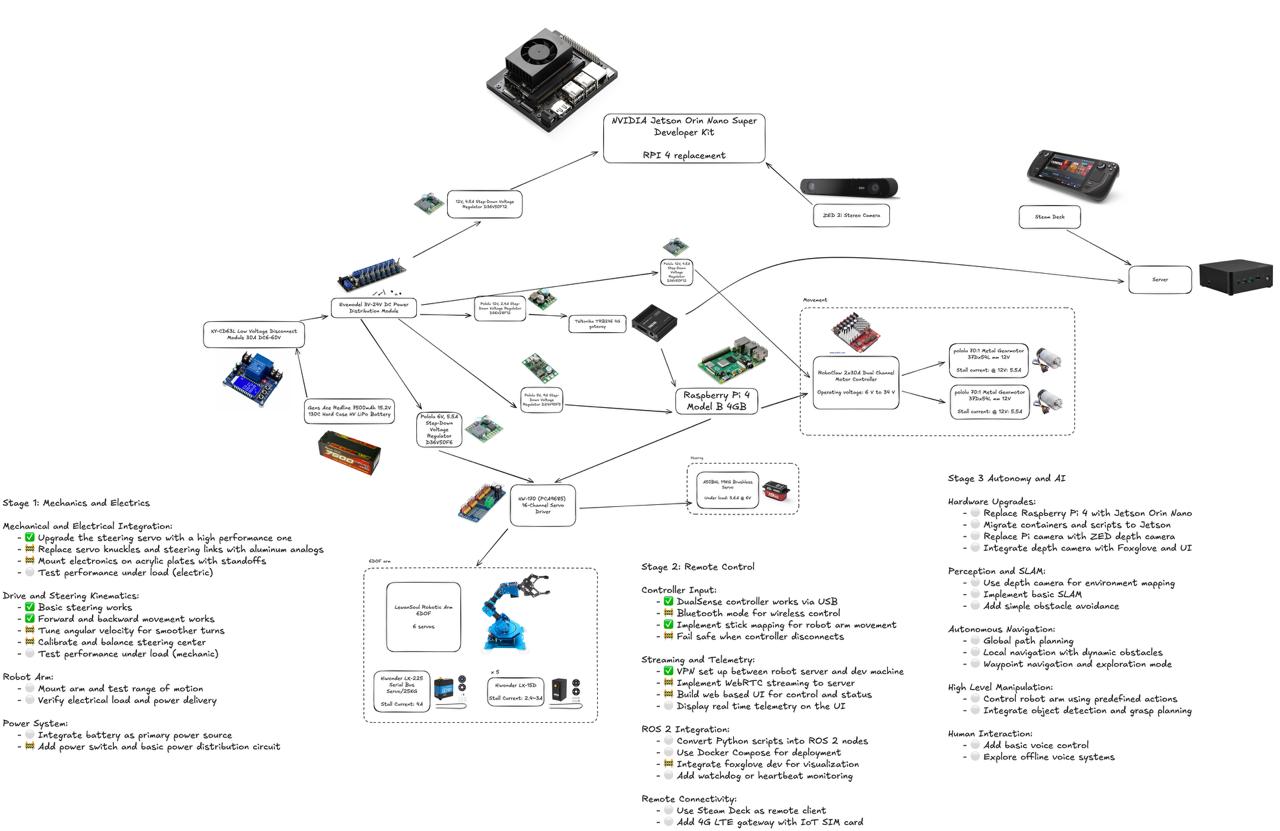 NVIDIA Jetson Orin Nano Super
Developer Kit
RPI 4 replacement
12V, 4.5A Step-Down Voltage
Regulator D36V50F12
ZED 2i Stereo Camera
Steam Deck
Server
Pololu 12V, 4.5A
Step-Down
Voltage
Regulator
D36V50F12
Evemodel 3V-24V DC Power
Distribution Module
Pololu 12V, 2.4A Step-
Down Voltage Regulator
Teltonika
gateway
XY-CD63L Low Voltage Disconnect
Module 30A DC6-60V
Gens Ace Redline 7500mAh 15.2V
130C Hard Case HV LiPo Battery
Pololu 6V, 5.5A
Step-Down
Voltage
Regulator
D36V50F6
Step-
Down Voltage
Regulator
Raspberry Pi 4
Model B 4GB
Movement
RoboClaw 2x30A Dual Channel
Motor Controller
Operating voltage: 6 V to 34 V
pololu 70:1 Metal Gearmotor
37Dx54L mm 12V
Stall current: @ 12V: 5.5A
pololu 70:1 Metal Gearmotor
37Dx54L mm 12V
Stall current: @ 12V: 5.5A
Steering
Brushless
Servo
Under load: 3.6A @ 6V
HW-170 (PCA9685)
16-Channel Servo
Driver
6DOF arm
LewanSoul Robotic Arm
6DOF
6 servos
Hiwonder LX-225
Serial Bus
Servo/25KG
Stall Current: 4A
x 5
Hiwonder LX-15D
Stall Current: 2.4~3A
Stage 1: Mechanics and Electrics
Mechanical and Electrical Integration:
- ✅ Upgrade the steering servo with a high performance one
- 🚧 Replace servo knuckles and steering links with aluminum analogs
- 🚧 Mount electronics on acrylic plates with standoffs
- ⚪ Test performance under load (electric)
Drive and Steering Kinematics:
- ✅ Basic steering works
- ✅ Forward and backward movement works
- 🚧 Tune angular velocity for smoother turns
- 🚧 Calibrate and balance steering center
- ⚪ Test performance under load (mechanic)
Robot Arm:
- ⚪ Mount arm and test range of motion
- ⚪ Verify electrical load and power delivery
Power System:
- ⚪ Integrate battery as primary power source
- 🚧 Add power switch and basic power distribution circuit
Stage 2: Remote Control
Controller Input:
- ✅ DualSense controller works via USB
- 🚧 Bluetooth mode for wireless control
- ✅ Implement stick mapping for robot arm movement
- 🚧 Fail safe when controller disconnects
Streaming and Telemetry:
- ✅ VPN set up between robot server and dev machine
- 🚧 Implement WebRTC streaming to server
- 🚧 Build web based UI for control and status
- ⚪ Display real time telemetry on the UI
ROS 2 Integration:
- ⚪ Convert Python scripts into ROS 2 nodes
- ⚪ Use Docker Compose for deployment
- 🚧 Integrate foxglove dev for visualization
- ⚪ Add watchdog or heartbeat monitoring
Remote Connectivity:
- ⚪ Use Steam Deck as remote client
- ⚪ Add 4G LTE gateway with IoT SIM card
Stage 3 Autonomy and AI
Hardware Upgrades:
- ⚪ Replace Raspberry Pi 4 with Jetson Orin Nano
- ⚪ Migrate containers and scripts to Jetson
- ⚪ Replace Pi camera with ZED depth camera
- ⚪ Integrate depth camera with Foxglove and UI
Perception and SLAM:
- ⚪ Use depth camera for environment mapping
- ⚪ Implement basic SLAM
- ⚪ Add simple obstacle avoidance
Autonomous Navigation:
- ⚪ Global path planning
- ⚪ Local navigation with dynamic obstacles
- ⚪ Waypoint navigation and exploration mode
High Level Manipulation:
- ⚪ Control robot arm using predefined actions
- ⚪ Integrate object detection and grasp planning
Human Interaction:
- ⚪ Add basic voice control
- ⚪ Explore offline voice systems